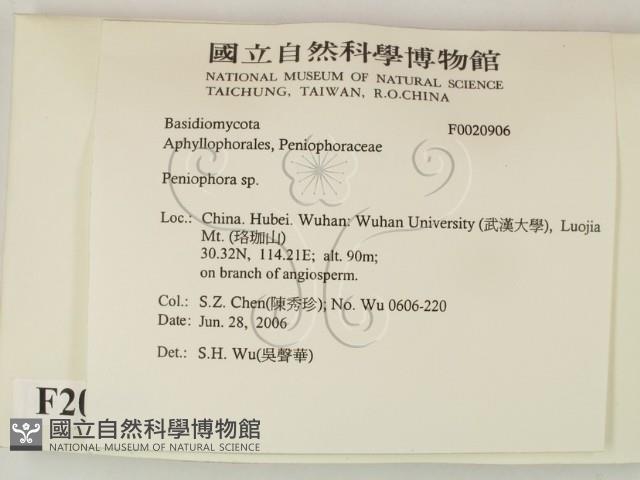 國立自然科學博物館
NATIONAL MUSEUM OF NATURAL SCIENCE
TAICHUNG, TAIWAN, R.O.CHINA
Basidiomycota F0020906
Aphyllophorales, Peniophoraceae
Peniophora sp.
Loc.: China. Hubei. Wuhan: Wuhan University (武漢大學), Luojia
Mt. (珞珈山)
30.32N, 114.21E; alt. 90m;
on branch of angiosperm.
Col.: S.Z. Chen(陳秀珍); No. Wu 0606-220
Date: Jun. 28, 2006
Det.: S.H. Wu(吳聲華)
國立自然科學博物館
NATIONAL MUSEUM OF NATURAL SCIENCE